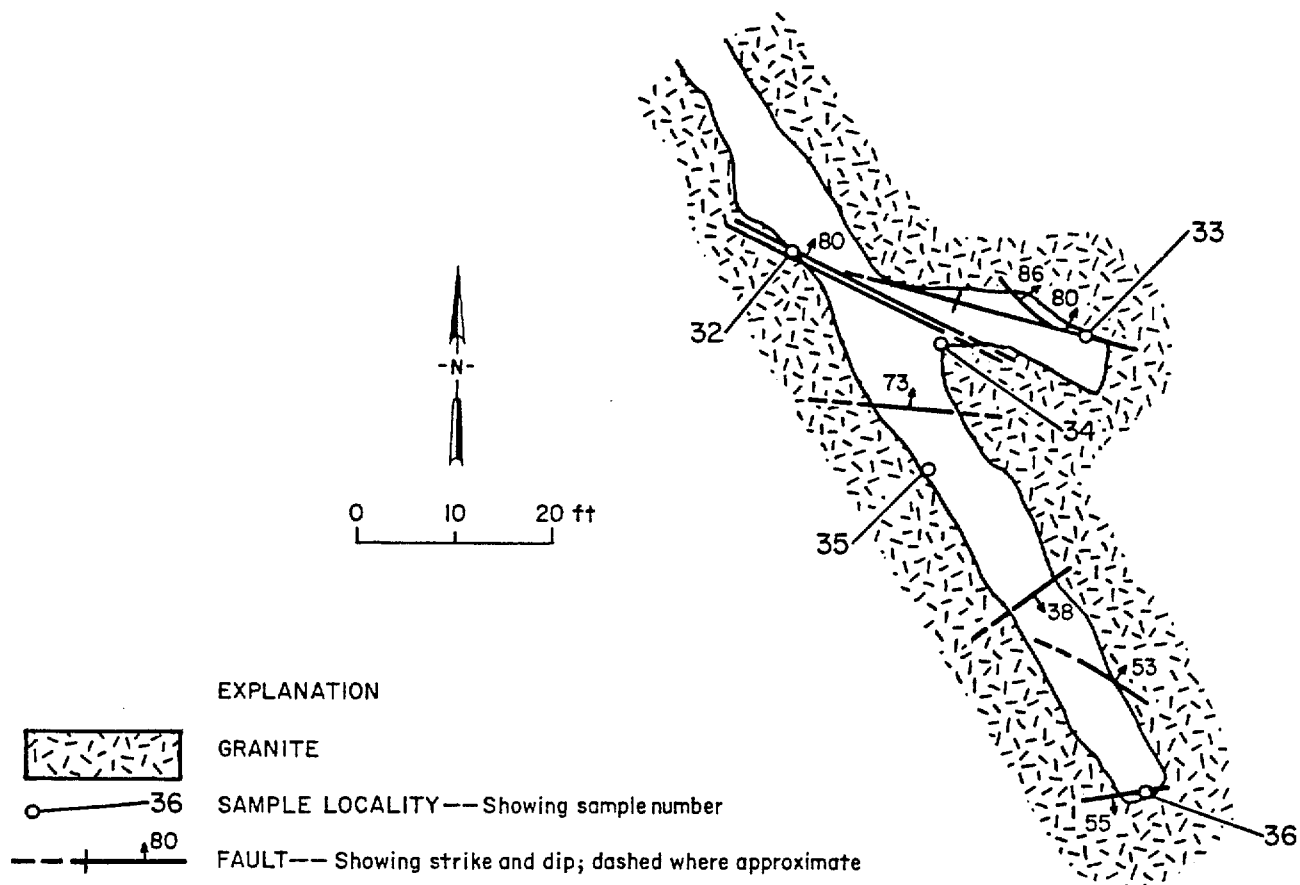 80
33
86
80
32
-N-
73
34
0 10 20 ft
35
38
53
EXPLANATION
GRANITE
36 SAMPLE LOCALITY -- Showing sample number
55
36
80
FAULT -- Showing strike and dip; dashed where approximate